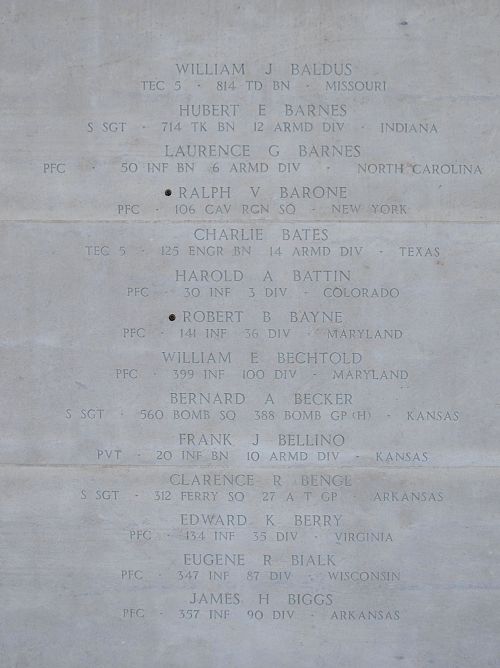 WILLIAM J BALDUS
TEC 5 · 814 TD BN · MISSOURI
HUBERT E BARNES
S SGT · 714 TK BN 12 ARMD DIV · INDIANA
LAURENCE G BARNES
PFC · 50 INF BN 6 ARMD DIV · NORTH CAROLINA
RALPH V BARONE
PFC · 106 CAV RCN SQ · NEW YORK
CHARLIE BATES
TEC 5 · 125 ENGR BN 14 ARMD DIV · TEXAS
HAROLD A BATTIN
PFC · 30 INF 3 DIV · COLORADO
ROBERT B BAYNE
PFC · 141 INF 36 DIV · MARYLAND
WILLIAM E BECHTOLD
PFC · 399 INF 100 DIV · MARYLAND
BERNARD A BECKER
S SGT · 560 BOMB SQ 388 BOMB GP (H) · KANSAS
FRANK J BELLINO
PVT · 20 INF BN 10 ARMD DIV · KANSAS
CLARENCE R BENGE
S SGT · 312 FERRY SQ 27 A T GP · ARKANSAS
EDWARD K BERRY
PFC · 134 INF 35 DIV · VIRGINIA
EUGENE R BIALK
PFC · 347 INF 87 DIV · WISCONSIN
JAMES H BIGGS
PFC · 357 INF 90 DIV · ARKANSAS